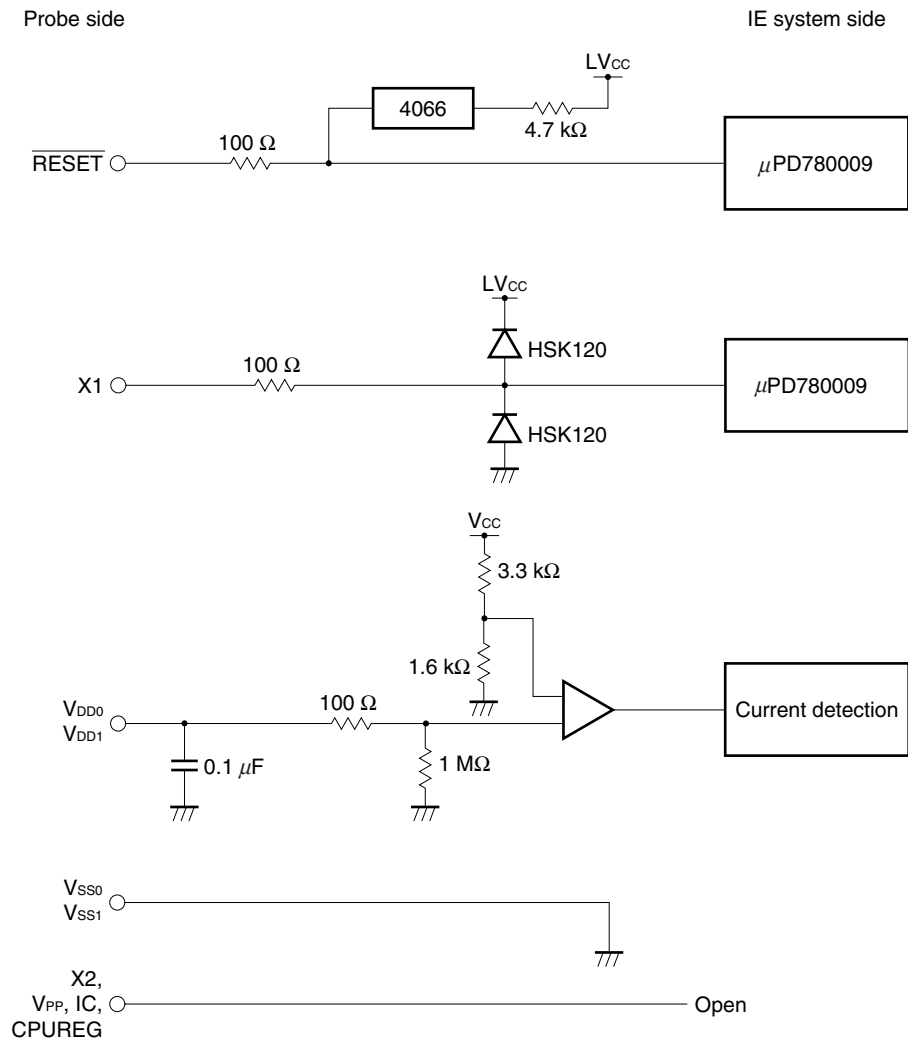 Probe side
IE system side
LVCC
4066
4.7 kΩ
100 Ω
RESET
μPD780009
LVCC
HSK120
100 Ω
X1
μPD780009
HSK120
VCC
3.3 kΩ
1.6 kΩ
VDD0
VDD1
100 Ω
Current detection
0.1 μF
1 MΩ
VSS0
VSS1
X2,
VPP, IC,
CPUREG
Open